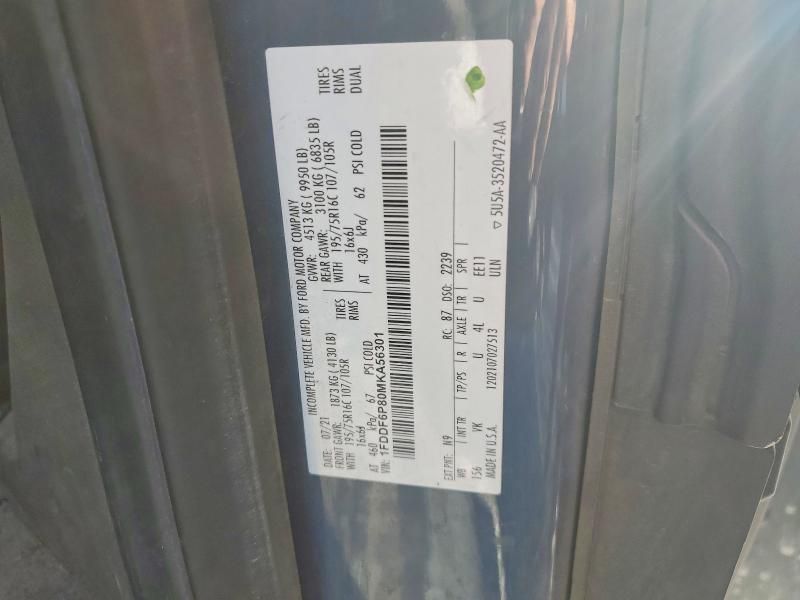 INCOMPLETE VEHICLE MFD. BY FORD MOTOR COMPANY
DATE: 07/21 GVWR: 4513 KG ( 9950 LB)
FRONT GAWR: 1873 KG ( 4130 LB) REAR GAWR: 3100 KG ( 6835 LB)
WITH 195/75R16C 107/105R TIRES WITH 195/75R16C 107/105R TIRES
16x6J RIMS 16x6J RIMS
AT 460 kPa/ 67 PSI COLD AT 430 kPa/ 62 PSI COLD DUAL
VIN: 1FDDF6P80MKA56301
EXT PNT: N9 RC: 87 DSO: 2239
WB INT TR TP/PS R AXLE TR SPR
156 VK U 4L U EE11
MADE IN U.S.A. 1202107027513 ULN
▽ 5U5A-3520472-AA